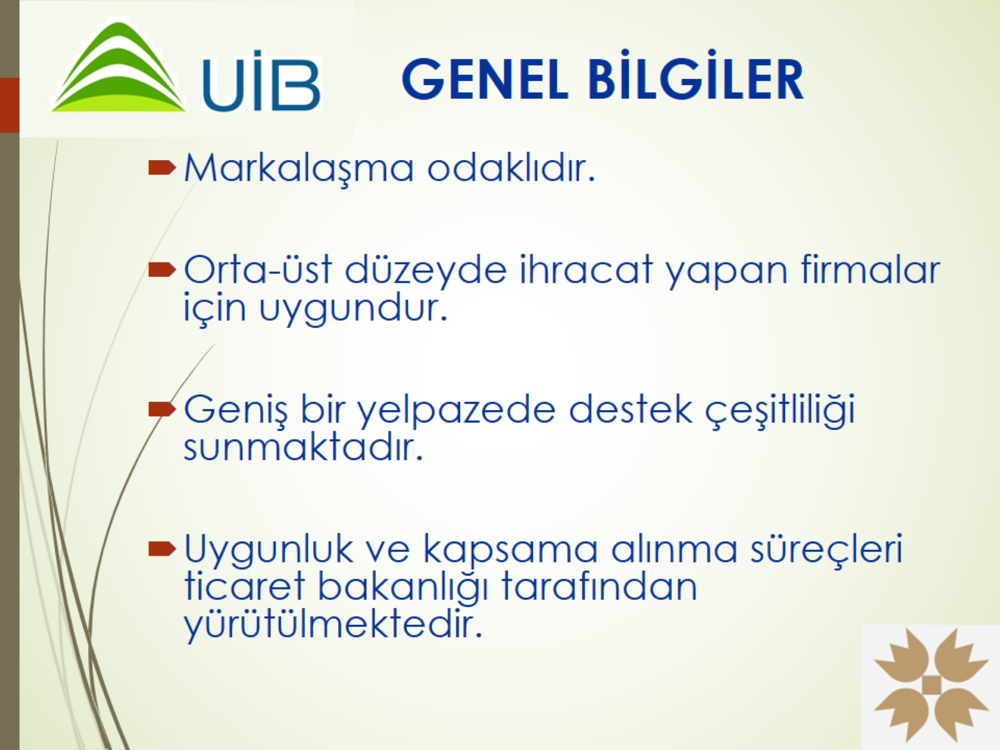 UİB
GENEL BİLGİLER
Markalaşma odaklıdır.
Orta-üst düzeyde ihracat yapan firmalar
için uygundur.
Geniş bir yelpazede destek çeşitliliği
sunmaktadır.
Uygunluk ve kapsama alınma süreçleri
ticaret bakanlığı tarafından
yürütülmektedir.